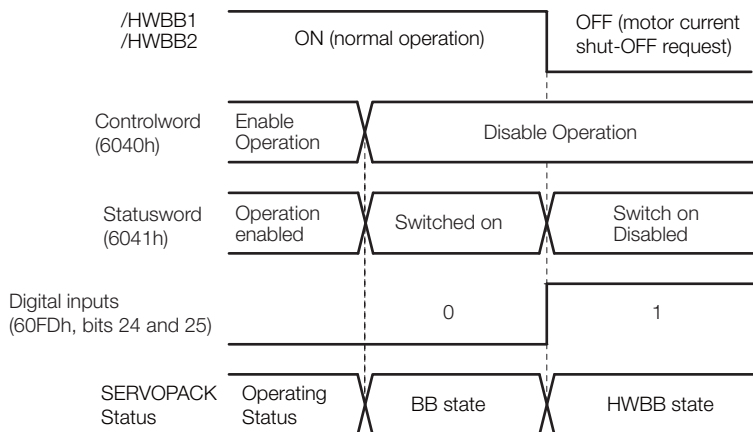 /HWBB1
/HWBB2
ON (normal operation)
OFF (motor current
shut-OFF request)
Controlword
(6040h)
Enable
Operation
Disable Operation
Statusword
(6041h)
Operation
enabled
Switched on
Switch on
Disabled
Digital inputs
(60FDh, bits 24 and 25)
0
1
SERVOPACK
Status
Operating
Status
BB state
HWBB state